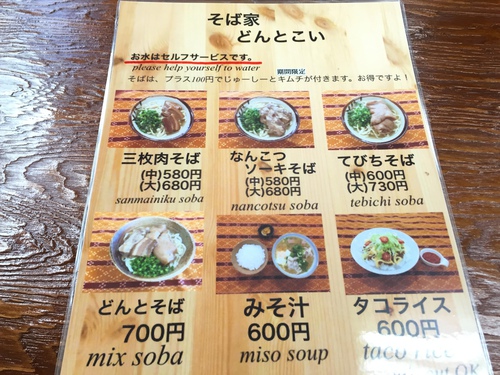 そば家
どんとこい
お水はセルフサービスです。
please help yourself to water
期間限定
そばは、プラス100円でじゅーしーとキムチが付きます。お得ですよ！
三枚肉そば
(中)580円
(大)680円
sanmainiku soba
なんこつ
ソーキそば
(中)580円
(大)680円
nancotsu soba
てびちそば
(中)600円
(大)730円
tebichi soba
どんとそば
700円
mix soba
みそ汁
600円
miso soup
タコライス
600円
taco rice
OK